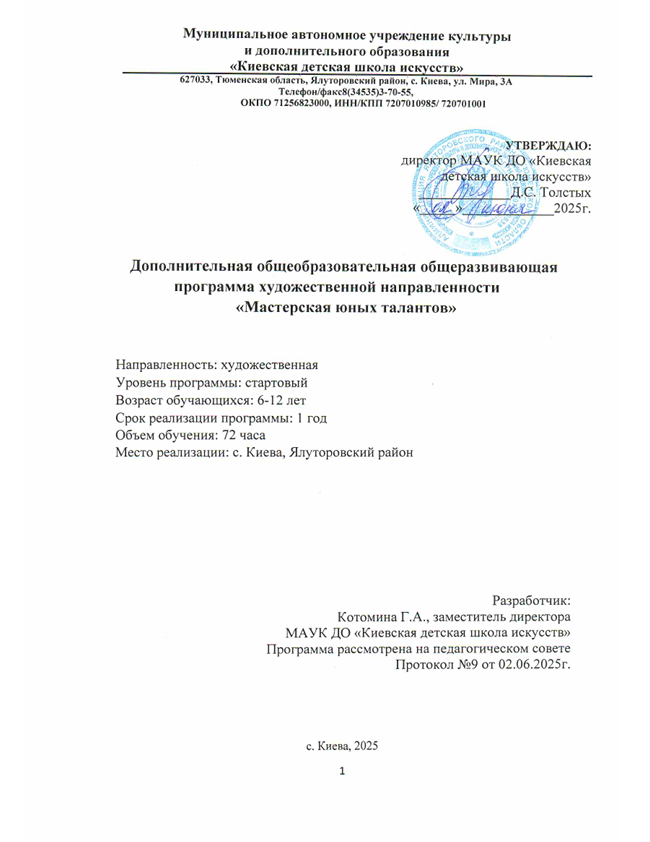 Муниципальное автономное учреждение культуры
и дополнительного образования
«Киевская детская школа искусств»
627033, Тюменская область, Ялуторовский район, с. Киева, ул. Мира, 3А
Телефон/факс8(34535)3-70-55,
ОКПО 71256823000, ИНН/КПП 7207010985/ 720701001
УТВЕРЖДАЮ:
директор МАУК ДО «Киевская
детская школа искусств»
Д.С. Толстых
« » июня 2025г.
Дополнительная общеобразовательная общеразвивающая
программа художественной направленности
«Мастерская юных талантов»
Направленность: художественная
Уровень программы: стартовый
Возраст обучающихся: 6-12 лет
Срок реализации программы: 1 год
Объем обучения: 72 часа
Место реализации: с. Киева, Ялуторовский район
Разработчик:
Котомина Г.А., заместитель директора
МАУК ДО «Киевская детская школа искусств»
Программа рассмотрена на педагогическом совете
Протокол №9 от 02.06.2025г.
с. Киева, 2025
1